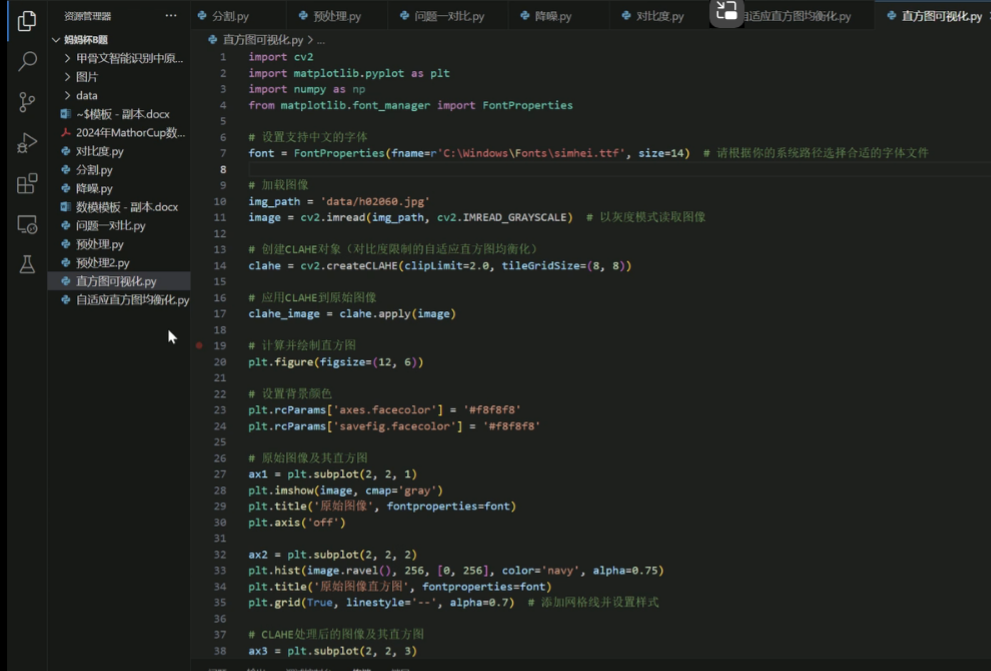 资源管理器 ···
分割.py 预处理.py 问题一对比.py 降噪.py 对比度.py 自适应直方图均衡化.py 直方图可视化.py
妈妈杯B题
甲骨文智能识别中原...
图片
data
~$模板 - 副本.docx
2024年MathorCup数...
对比度.py
分割.py
降噪.py
数模模板 - 副本.docx
问题一对比.py
预处理.py
预处理2.py
直方图可视化.py
自适应直方图均衡化.py
直方图可视化.py > ...
1 import cv2
2 import matplotlib.pyplot as plt
3 import numpy as np
4 from matplotlib.font_manager import FontProperties
5
6 # 设置支持中文的字体
7 font = FontProperties(fname=r'C:\Windows\Fonts\simhei.ttf', size=14)  # 请根据你的系统路径选择合适的字体文件
8
9 # 加载图像
10 img_path = 'data/h02060.jpg'
11 image = cv2.imread(img_path, cv2.IMREAD_GRAYSCALE)  # 以灰度模式读取图像
12
13 # 创建CLAHE对象（对比度限制的自适应直方图均衡化）
14 clahe = cv2.createCLAHE(clipLimit=2.0, tileGridSize=(8, 8))
15
16 # 应用CLAHE到原始图像
17 clahe_image = clahe.apply(image)
18
19 # 计算并绘制直方图
20 plt.figure(figsize=(12, 6))
21
22 # 设置背景颜色
23 plt.rcParams['axes.facecolor'] = '#f8f8f8'
24 plt.rcParams['savefig.facecolor'] = '#f8f8f8'
25
26 # 原始图像及其直方图
27 ax1 = plt.subplot(2, 2, 1)
28 plt.imshow(image, cmap='gray')
29 plt.title('原始图像', fontproperties=font)
30 plt.axis('off')
31
32 ax2 = plt.subplot(2, 2, 2)
33 plt.hist(image.ravel(), 256, [0, 256], color='navy', alpha=0.75)
34 plt.title('原始图像直方图', fontproperties=font)
35 plt.grid(True, linestyle='--', alpha=0.7)  # 添加网格线并设置样式
36
37 # CLAHE处理后的图像及其直方图
38 ax3 = plt.subplot(2, 2, 3)